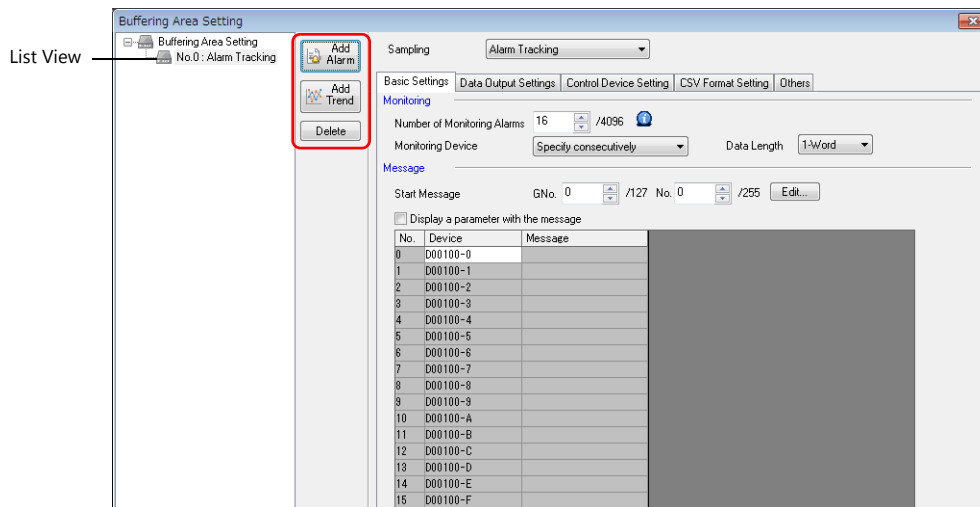 Buffering Area Setting
List View
Buffering Area Setting
No.0 : Alarm Tracking
Add
Alarm
Add
Trend
Delete
Sampling Alarm Tracking
Basic Settings Data Output Settings Control Device Setting CSV Format Setting Others
Monitoring
Number of Monitoring Alarms 16 /4096
Monitoring Device Specify consecutively Data Length 1-Word
Message
Start Message GNo. 0 /127 No. 0 /255 Edit...
Display a parameter with the message
No. Device Message
0 D00100-0
1 D00100-1
2 D00100-2
3 D00100-3
4 D00100-4
5 D00100-5
6 D00100-6
7 D00100-7
8 D00100-8
9 D00100-9
10 D00100-A
11 D00100-B
12 D00100-C
13 D00100-D
14 D00100-E
15 D00100-F